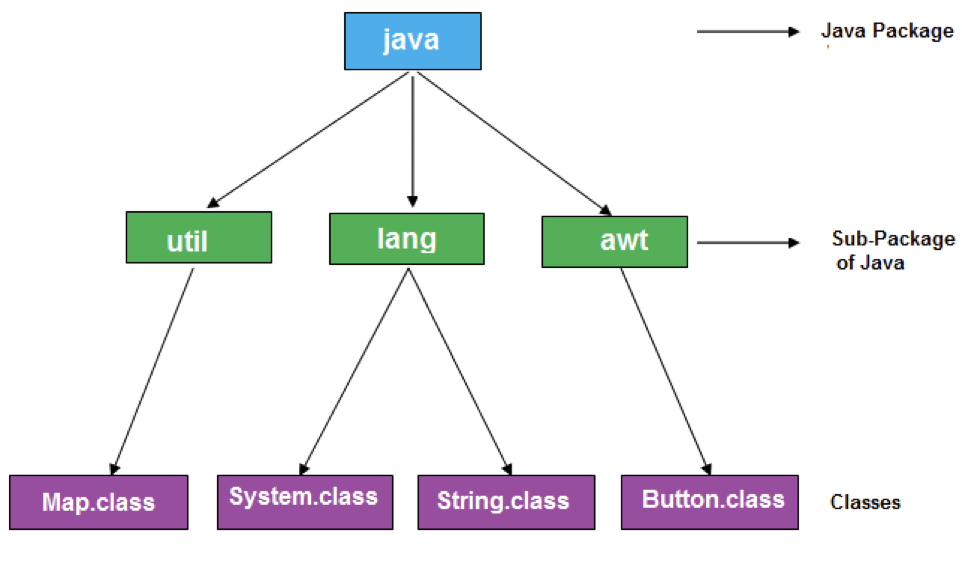 java
Java Package
util
lang
awt
Sub-Package
of Java
Map.class
System.class
String.class
Button.class
Classes